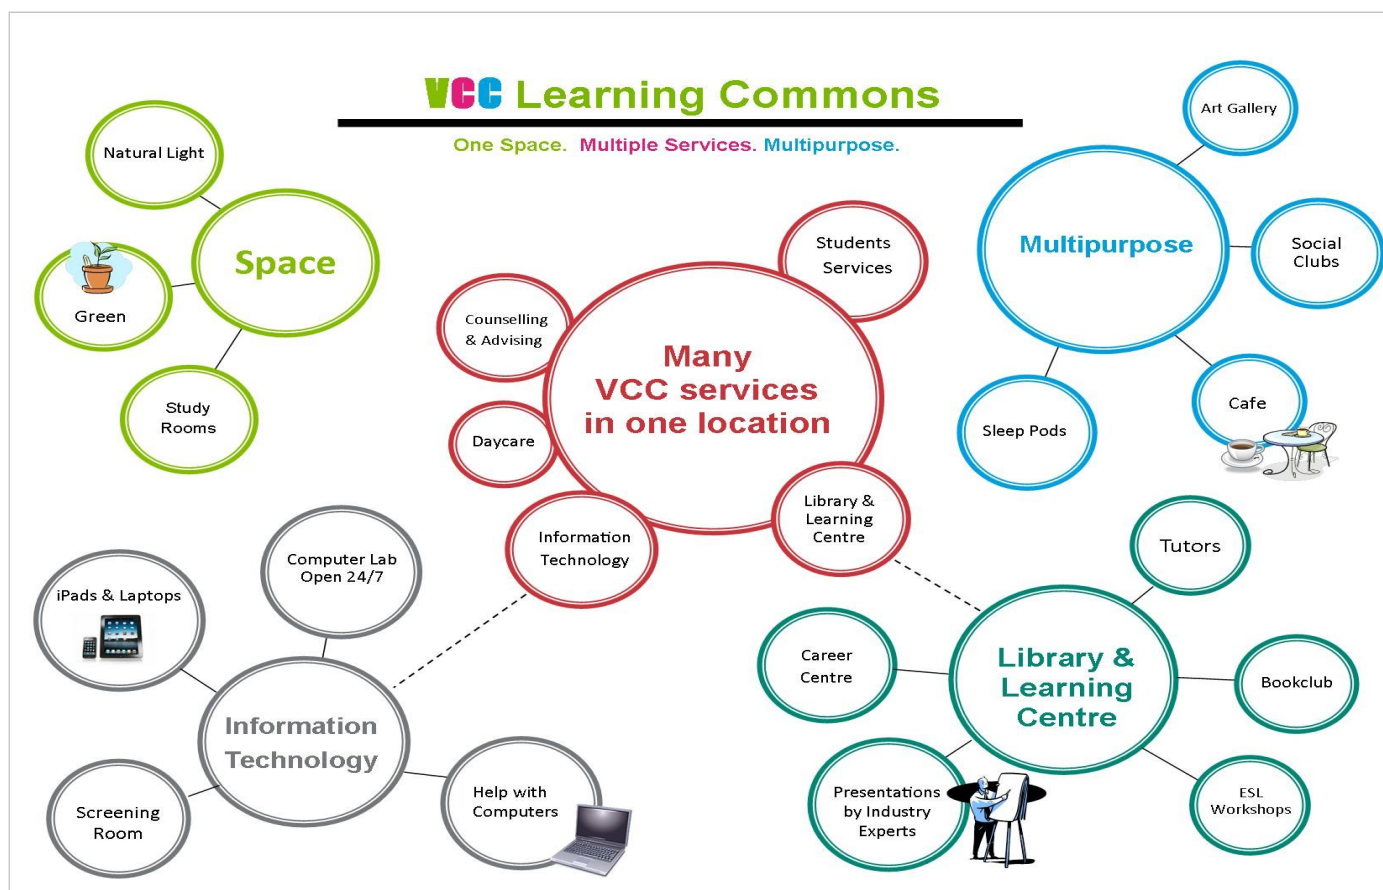 VCC Learning Commons
One Space. Multiple Services. Multipurpose.
Natural Light
Space
Green
Study
Rooms
Many
VCC services
in one location
Students
Services
Counselling
& Advising
Daycare
Information
Technology
Library &
Learning
Centre
Multipurpose
Art Gallery
Social
Clubs
Cafe
Sleep Pods
Information
Technology
Computer Lab
Open 24/7
iPads & Laptops
Screening
Room
Help with
Computers
Library &
Learning
Centre
Tutors
Bookclub
ESL
Workshops
Presentations
by Industry
Experts
Career
Centre